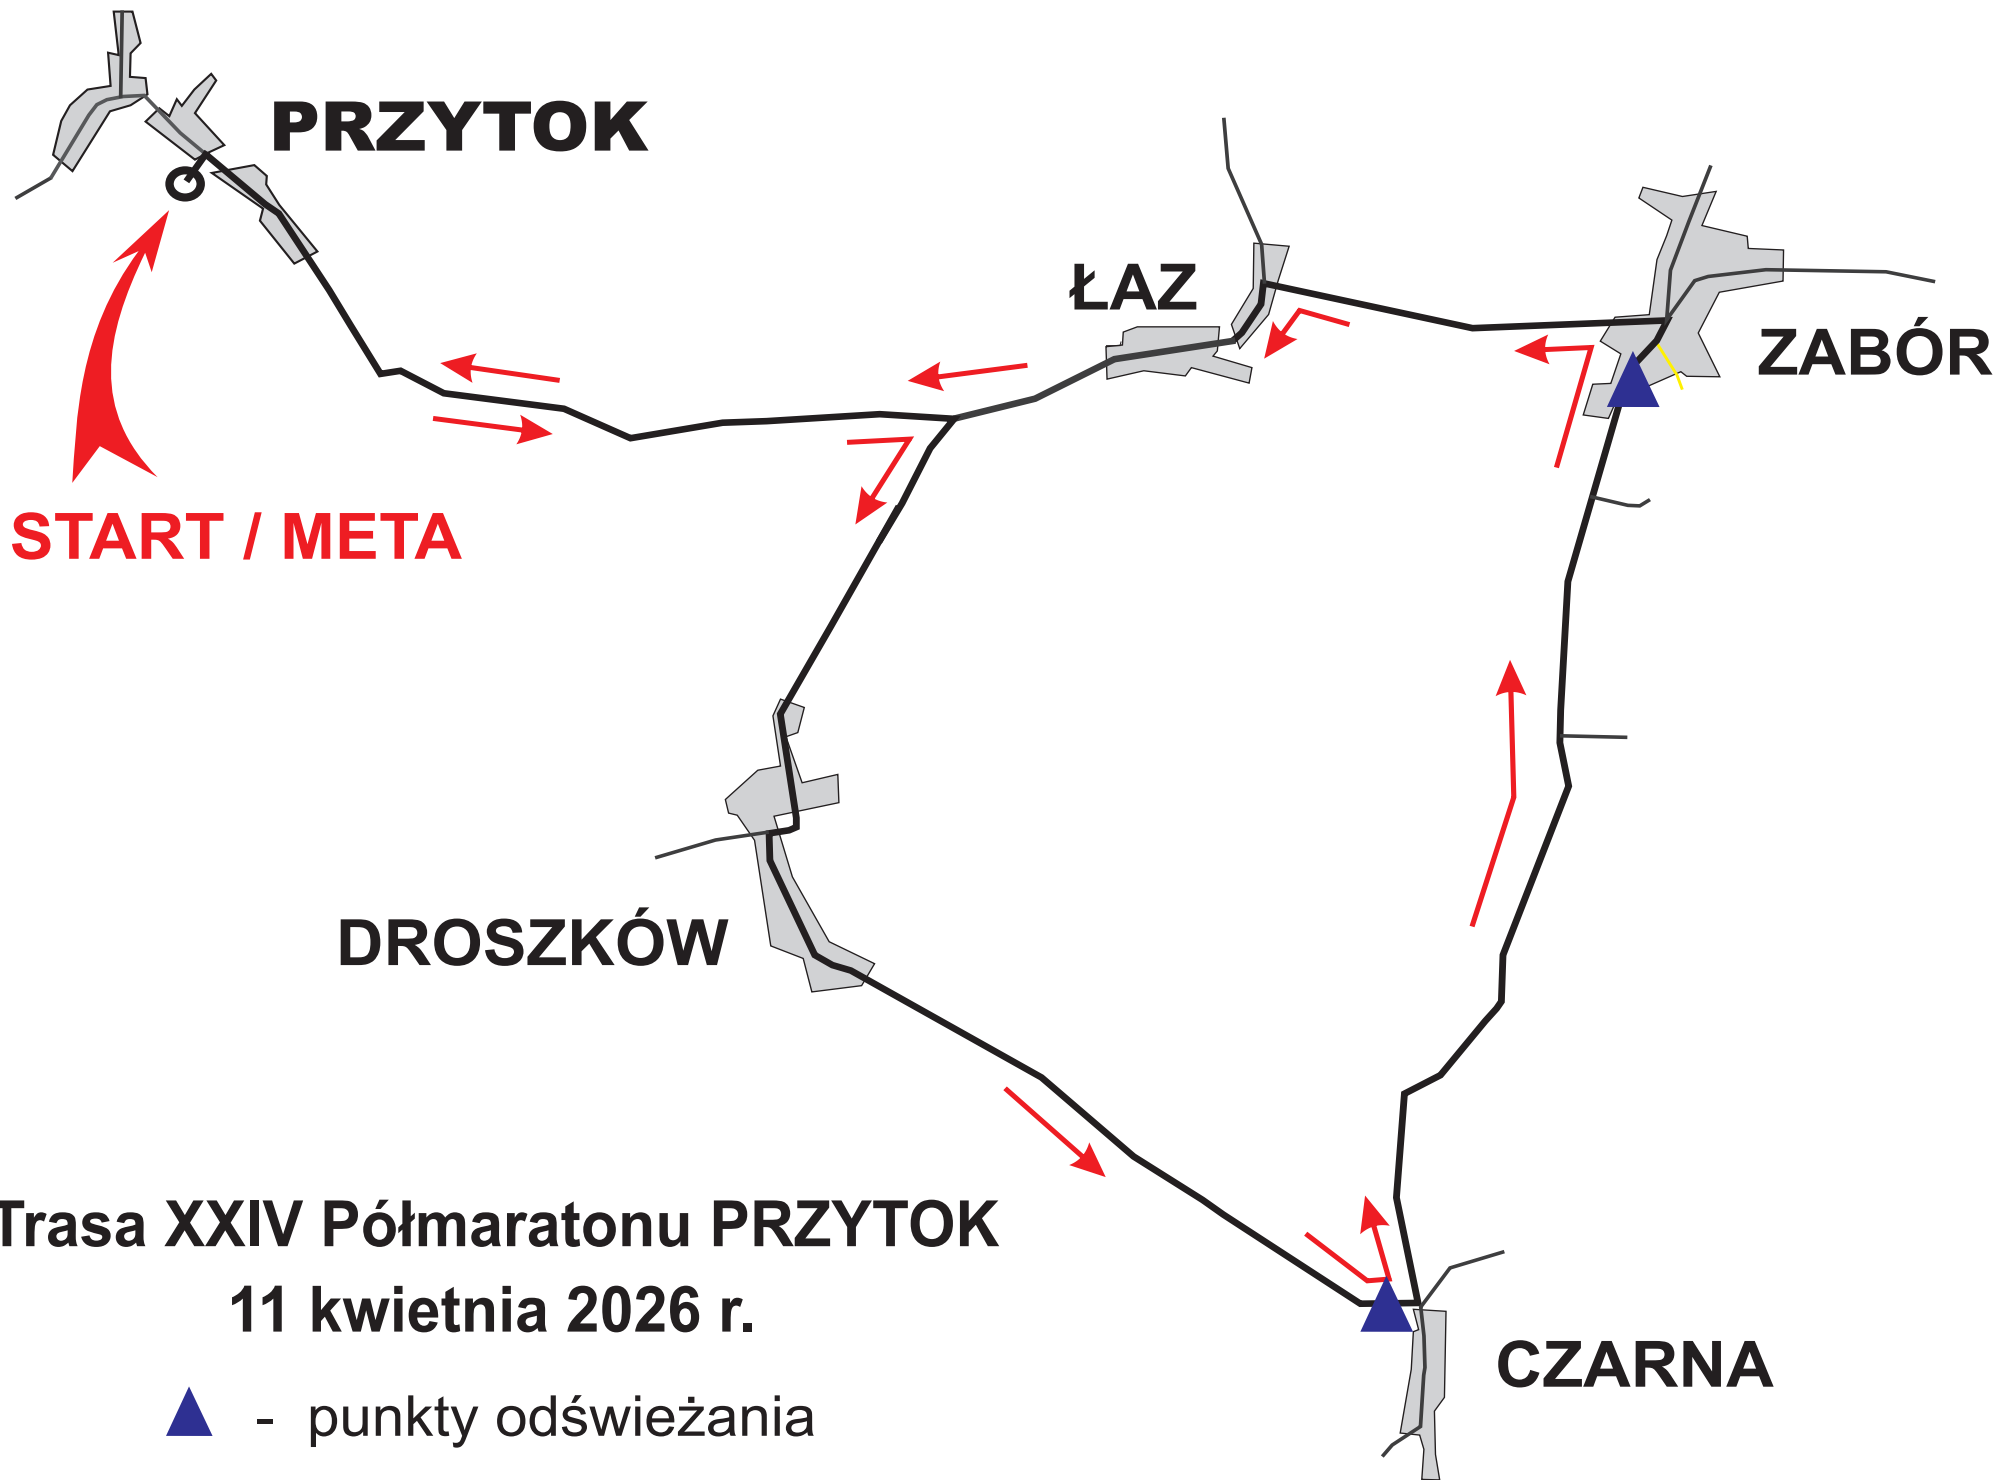 PRZYTOK
ŁAZ
ZABÓR
START / META
DROSZKÓW
Trasa XXIV Półmaratonu PRZYTOK
11 kwietnia 2026 r.
CZARNA
- punkty odświeżania